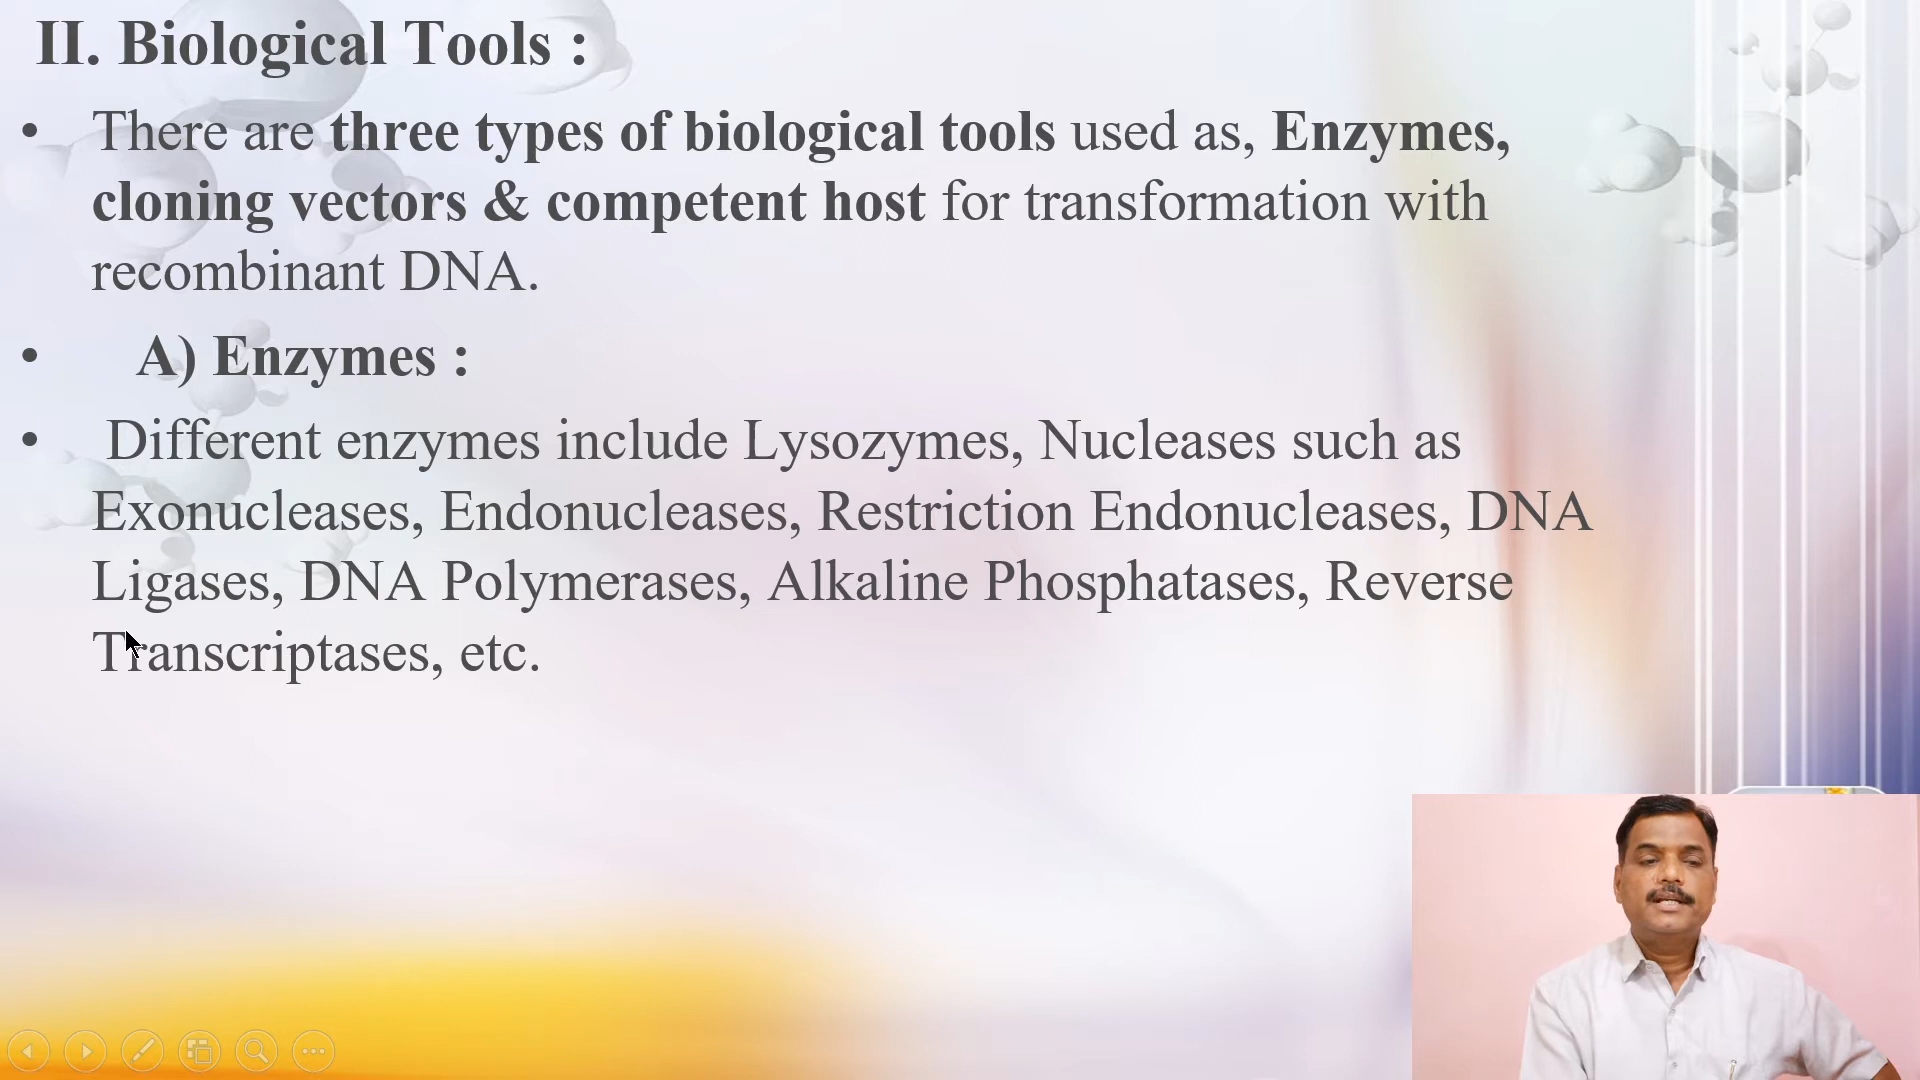 II. Biological Tools :
• There are three types of biological tools used as, Enzymes,
cloning vectors & competent host for transformation with
recombinant DNA.
• A) Enzymes :
• Different enzymes include Lysozymes, Nucleases such as
Exonucleases, Endonucleases, Restriction Endonucleases, DNA
Ligases, DNA Polymerases, Alkaline Phosphatases, Reverse
Transcriptases, etc.